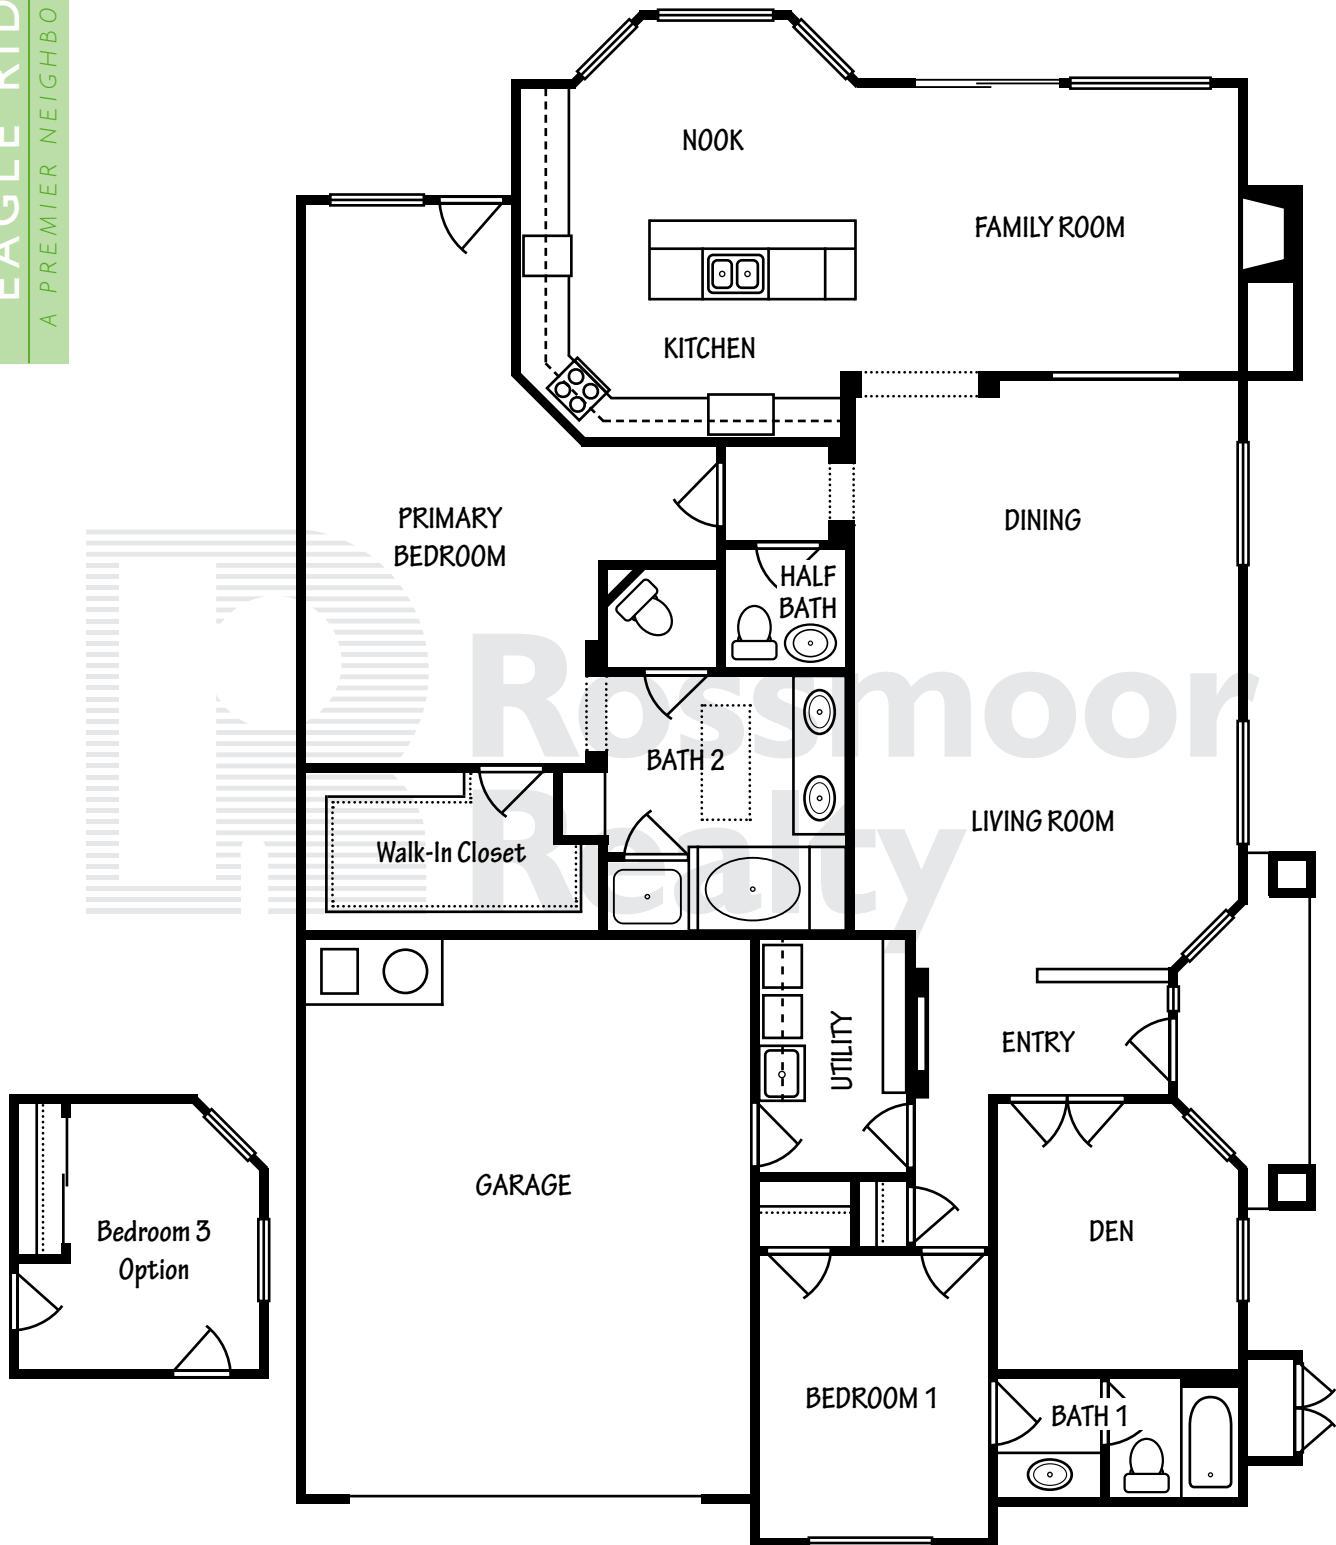 EAGLE RID
A PREMIER NEIGHBO
NOOK
FAMILY ROOM
KITCHEN
PRIMARY
BEDROOM
DINING
HALF
BATH
Rossmoor
Realty
BATH 2
LIVING ROOM
Walk-In Closet
UTILITY
ENTRY
GARAGE
Bedroom 3
Option
DEN
BEDROOM 1
BATH 1